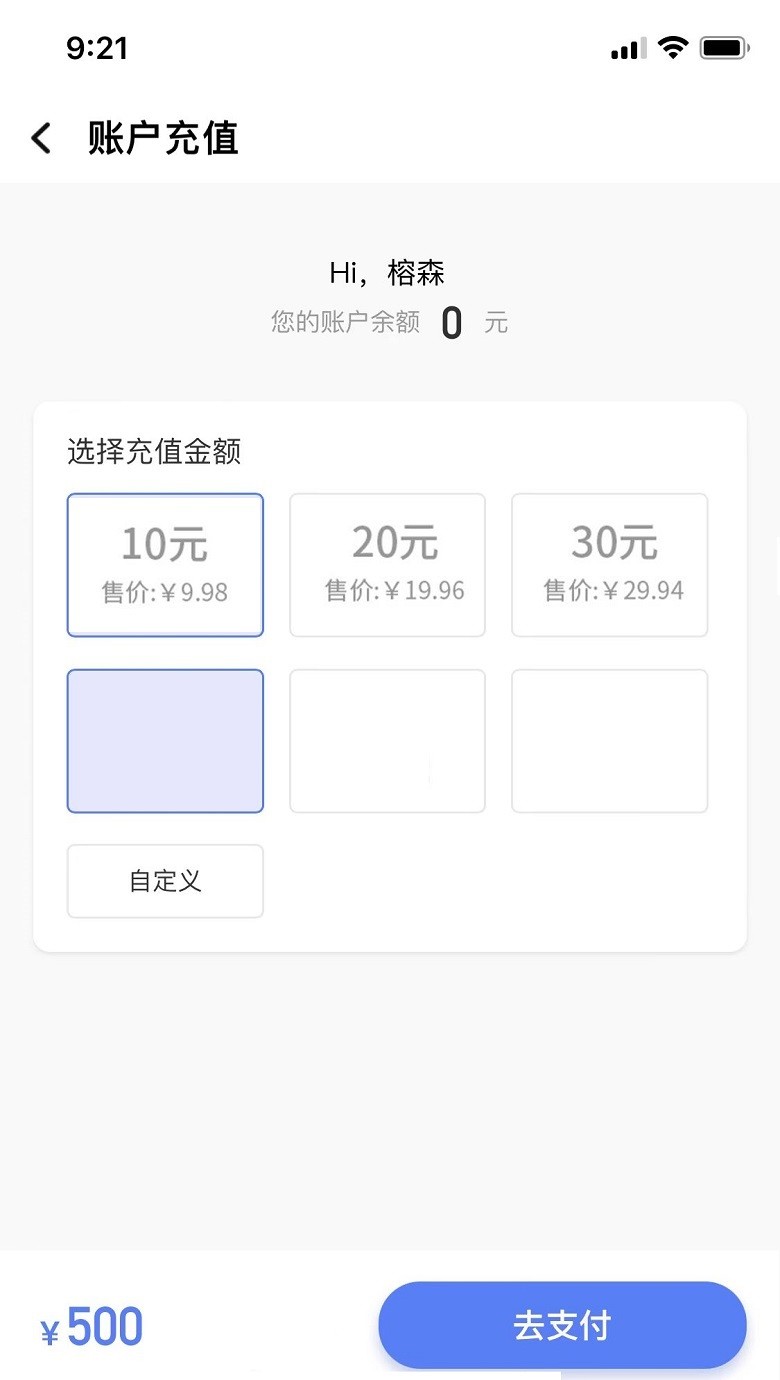 9:21
账户充值
Hi，榕森
您的账户余额 0 元
选择充值金额
10元 20元 30元
售价:￥9.98 售价:￥19.96 售价:￥29.94
自定义
￥500 去支付